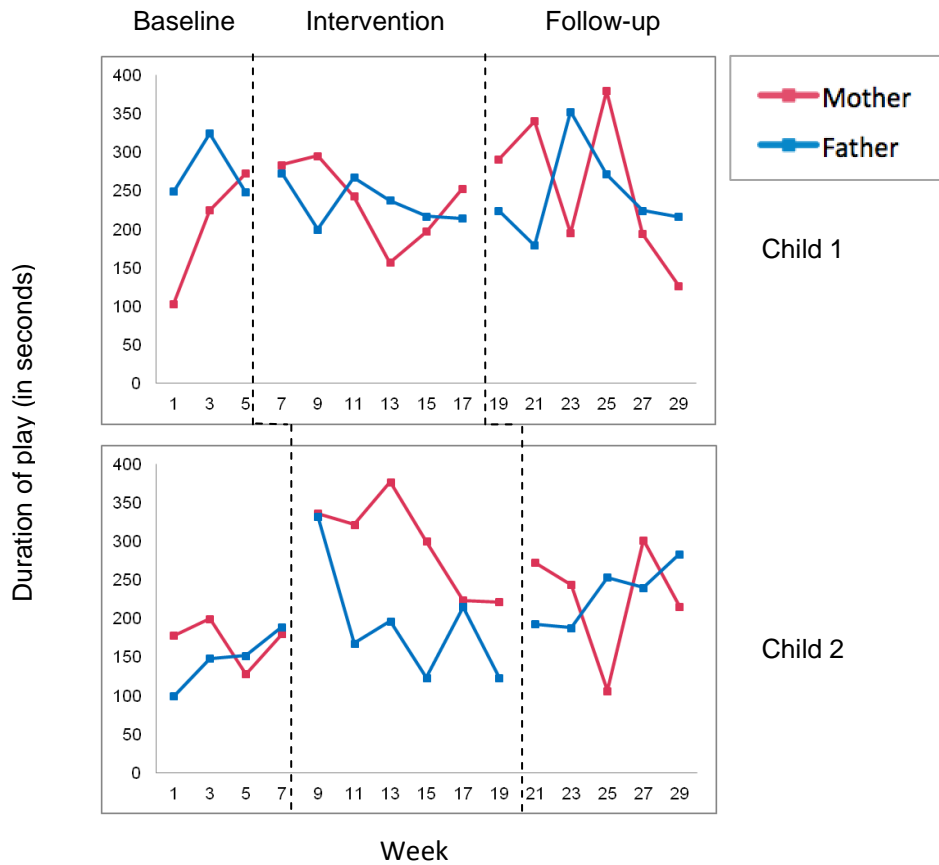 Baseline Intervention Follow-up
Mother
Father
Child 1
Duration of play (in seconds)
400
350
300
250
200
150
100
50
0
1 3 5 7 9 11 13 15 17 19 21 23 25 27 29
Child 2
400
350
300
250
200
150
100
50
0
1 3 5 7 9 11 13 15 17 19 21 23 25 27 29
Week